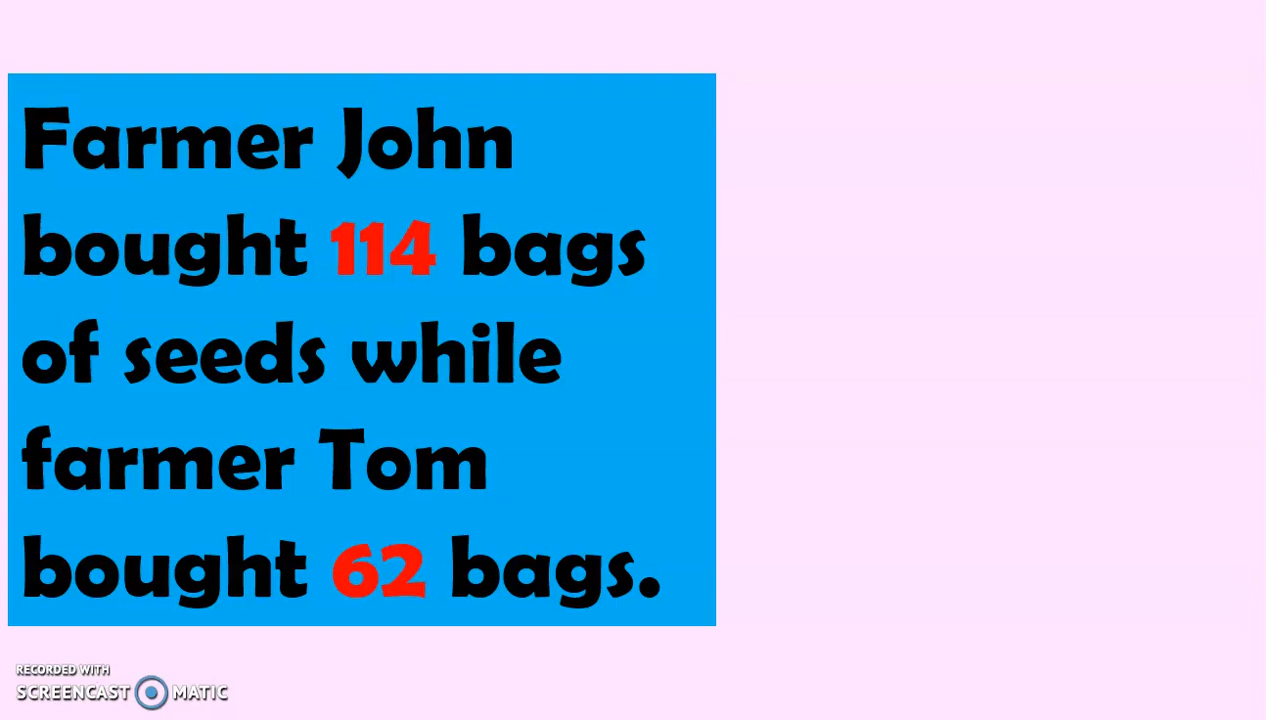 Farmer John
bought 114 bags
of seeds while
farmer Tom
bought 62 bags.
RECORDED WITH
SCREENCAST MATIC